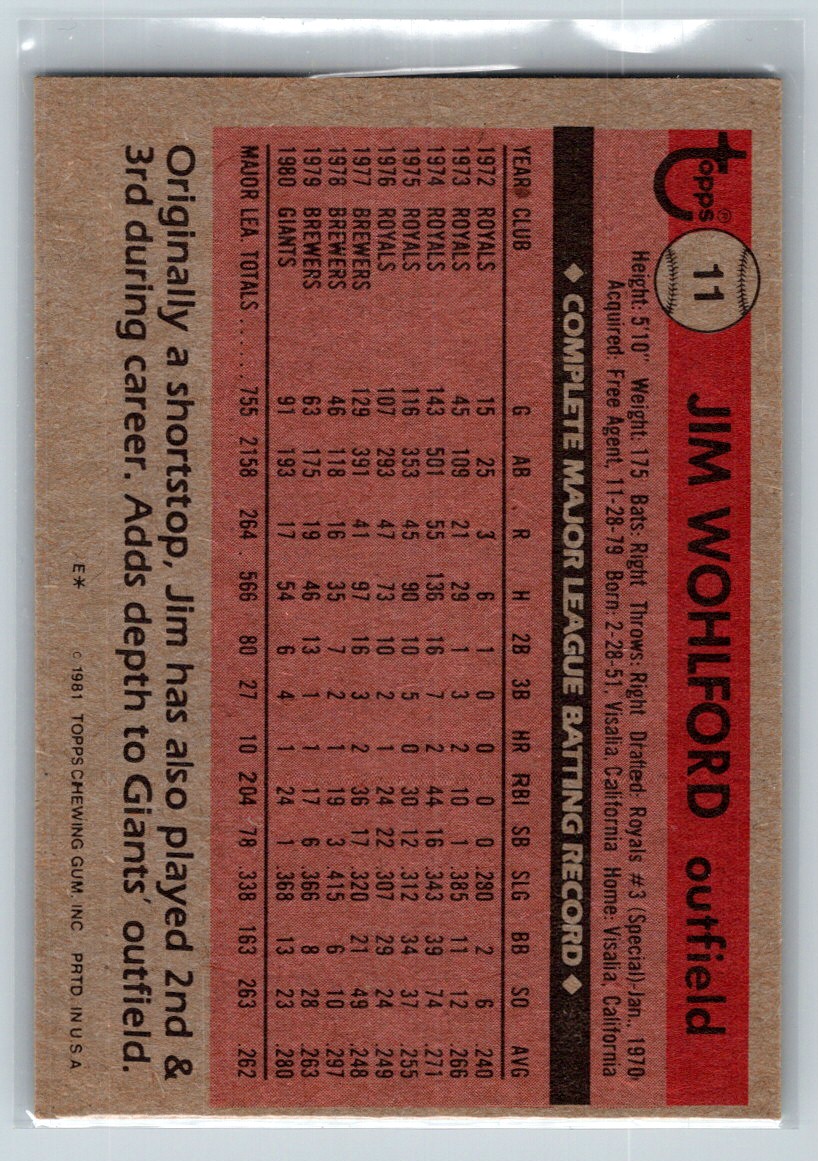 topps®
11
JIM WOHLFORD outfield
Height: 5'10" Weight: 175 Bats: Right Throws: Right Drafted: Royals #3 (Special)-Jan., 1970
Acquired: Free Agent, 11-28-79 Born: 2-28-51, Visalia, California Home: Visalia, California
◆ COMPLETE MAJOR LEAGUE BATTING RECORD ◆
YEAR CLUB G AB R H 2B 3B HR RBI SB SLG BB SO AVG
1972 ROYALS 15 25 3 6 1 0 0 0 0 .280 2 6 .240
1973 ROYALS 45 109 21 29 1 3 2 10 1 .385 11 12 .266
1974 ROYALS 143 501 55 136 16 7 2 44 16 .343 39 74 .271
1975 ROYALS 116 353 45 90 10 5 0 30 12 .312 34 37 .255
1976 ROYALS 107 293 47 73 10 2 1 24 22 .307 29 24 .249
1977 BREWERS 129 391 41 97 16 3 2 36 17 .320 21 49 .248
1978 BREWERS 46 118 16 35 7 2 1 19 3 .415 6 10 .297
1979 BREWERS 63 175 19 46 13 1 1 17 6 .366 8 28 .263
1980 GIANTS 91 193 17 54 6 4 1 24 1 .368 13 23 .280
MAJOR LEA. TOTALS ...... 755 2158 264 566 80 27 10 204 78 .338 163 263 .262
Originally a shortstop, Jim has also played 2nd &
3rd during career. Adds depth to Giants' outfield.
E* © 1981 TOPPS CHEWING GUM, INC PRTD IN U S A